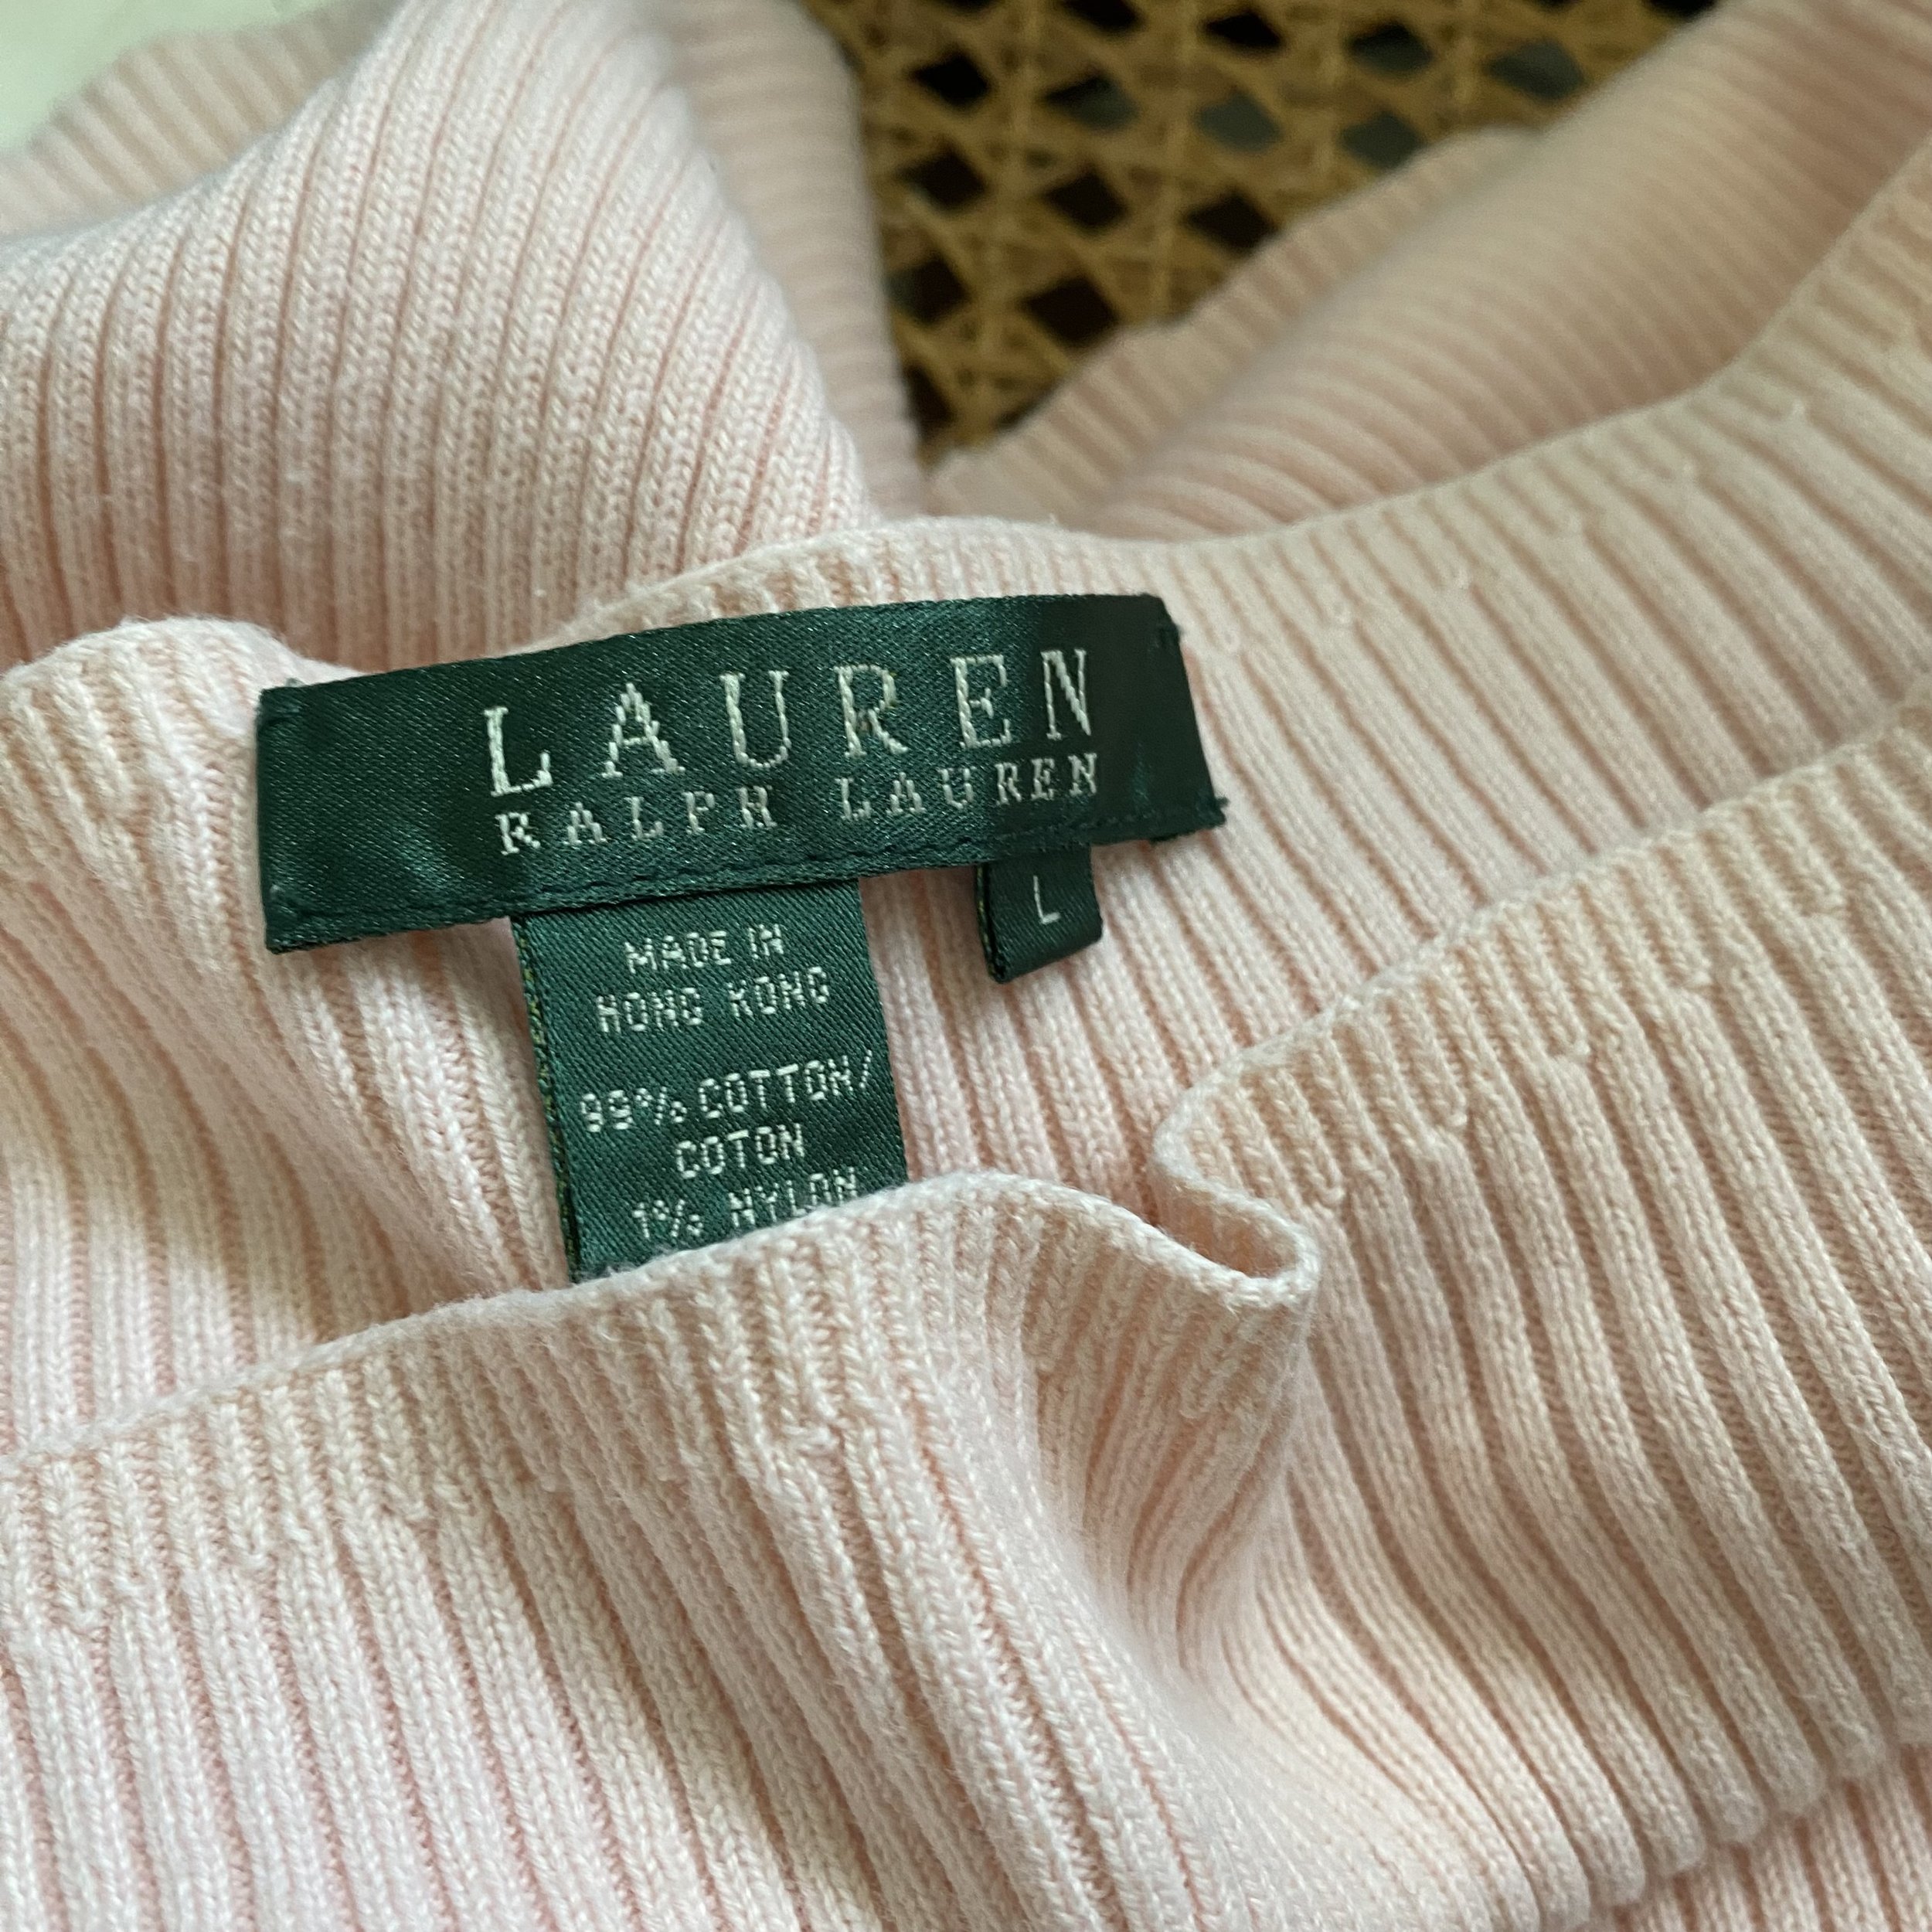 LAUREN
RALPH LAUREN
L
MADE IN
HONG KONG
99% COTTON/
COTON
1% NYLON